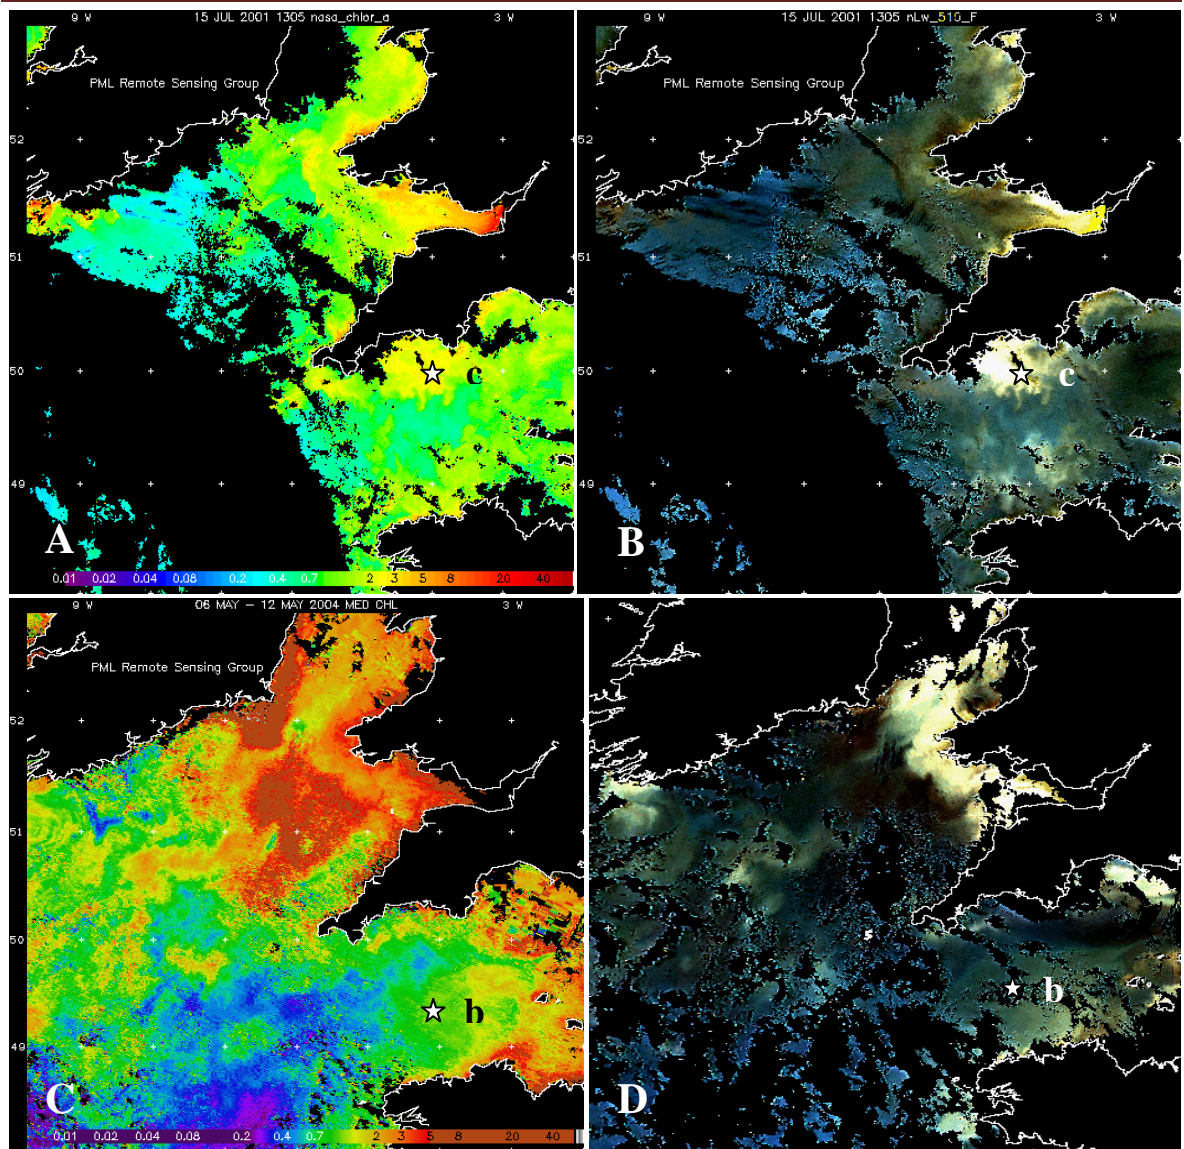 9 W 15 JUL 2001 1305 nasa_chlor_a 3 W
PML Remote Sensing Group
52
51
50
49
c
A
0.01 0.02 0.04 0.08 0.2 0.4 0.7 2 3 5 8 20 40
9 W 15 JUL 2001 1305 nLw_515_F 3 W
PML Remote Sensing Group
52
51
50
49
c
B
9 W 06 MAY - 12 MAY 2004 MED CHL 3 W
PML Remote Sensing Group
52
51
50
49
b
C
0.01 0.02 0.04 0.08 0.2 0.4 0.7 2 3 5 8 20 40
b
D